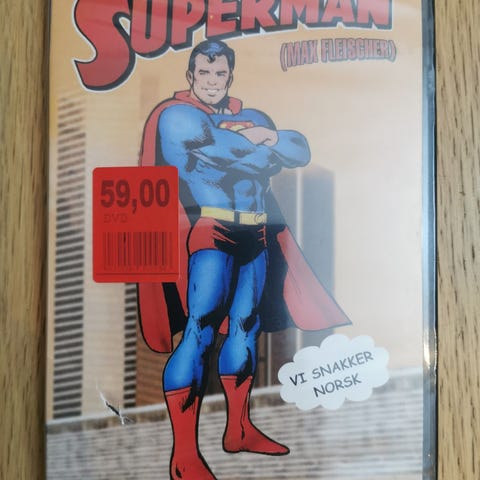 SUPERMAN
(MAX FLEISCHER)
59,00
DVD
VI SNAKKER
NORSK